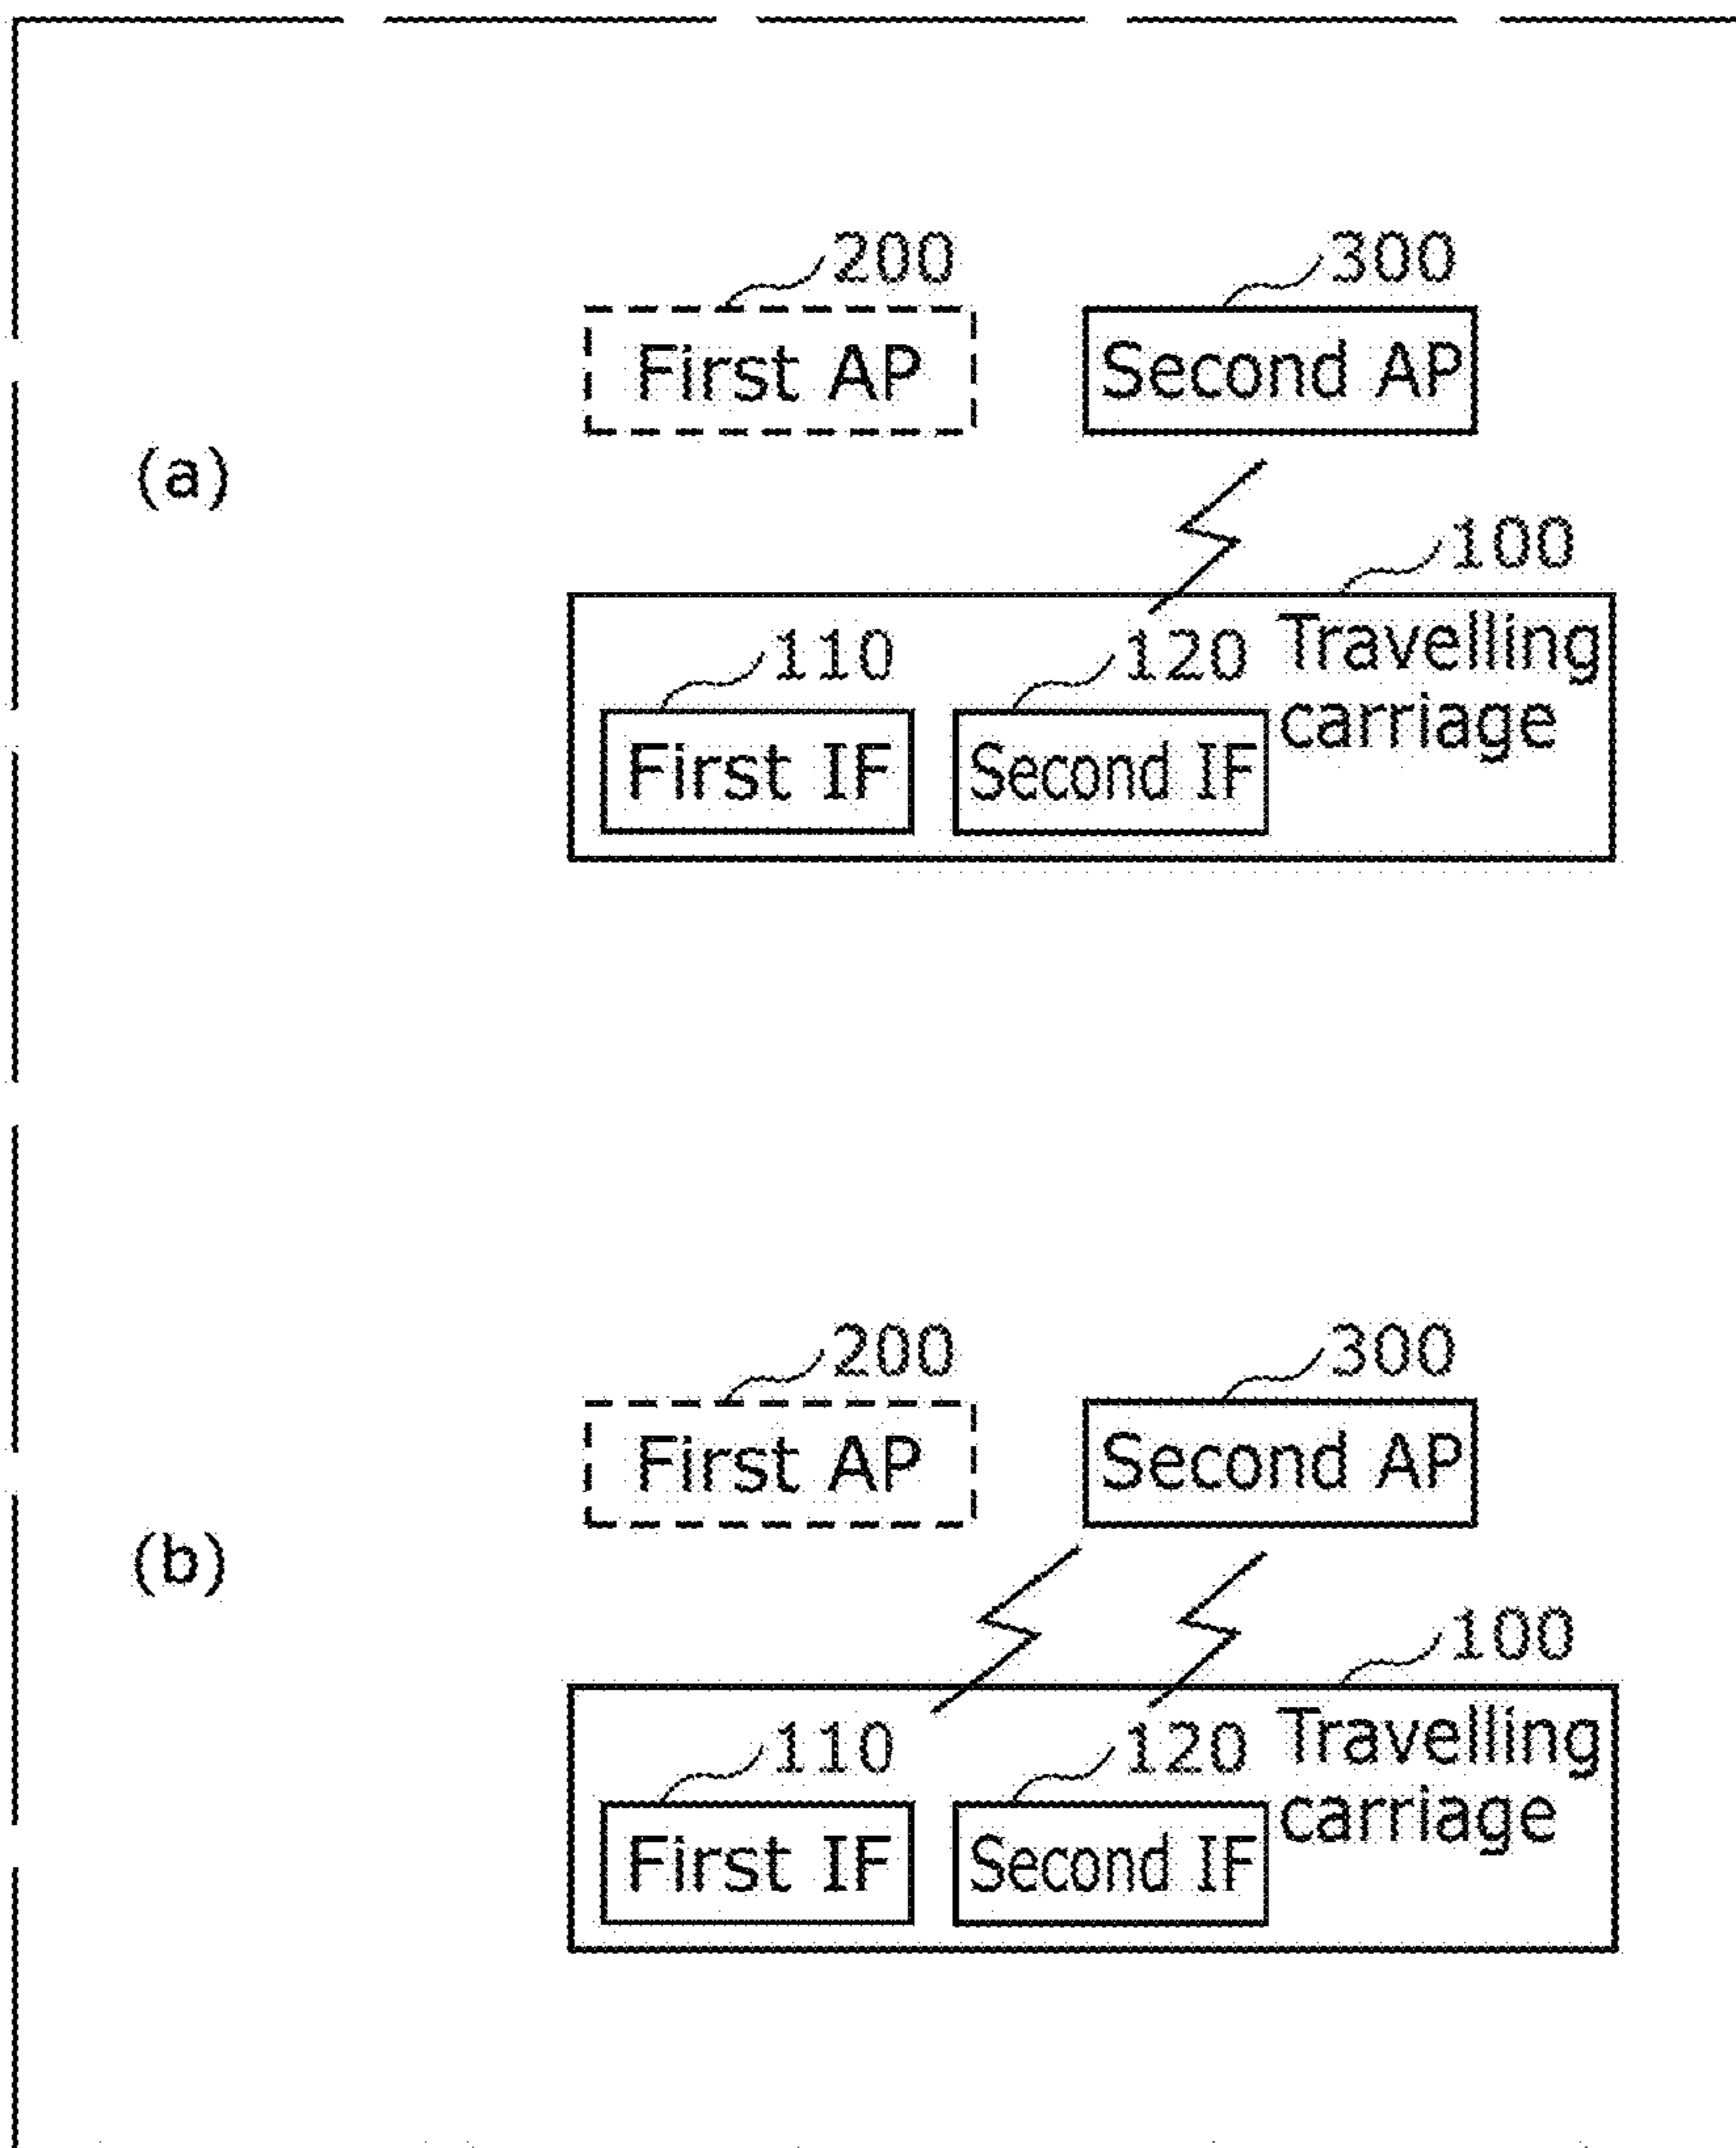 200
300
First AP
Second AP
(a)
100
110
120
Travelling
carriage
First IF
Second IF
200
300
First AP
Second AP
(b)
100
110
120
Travelling
carriage
First IF
Second IF